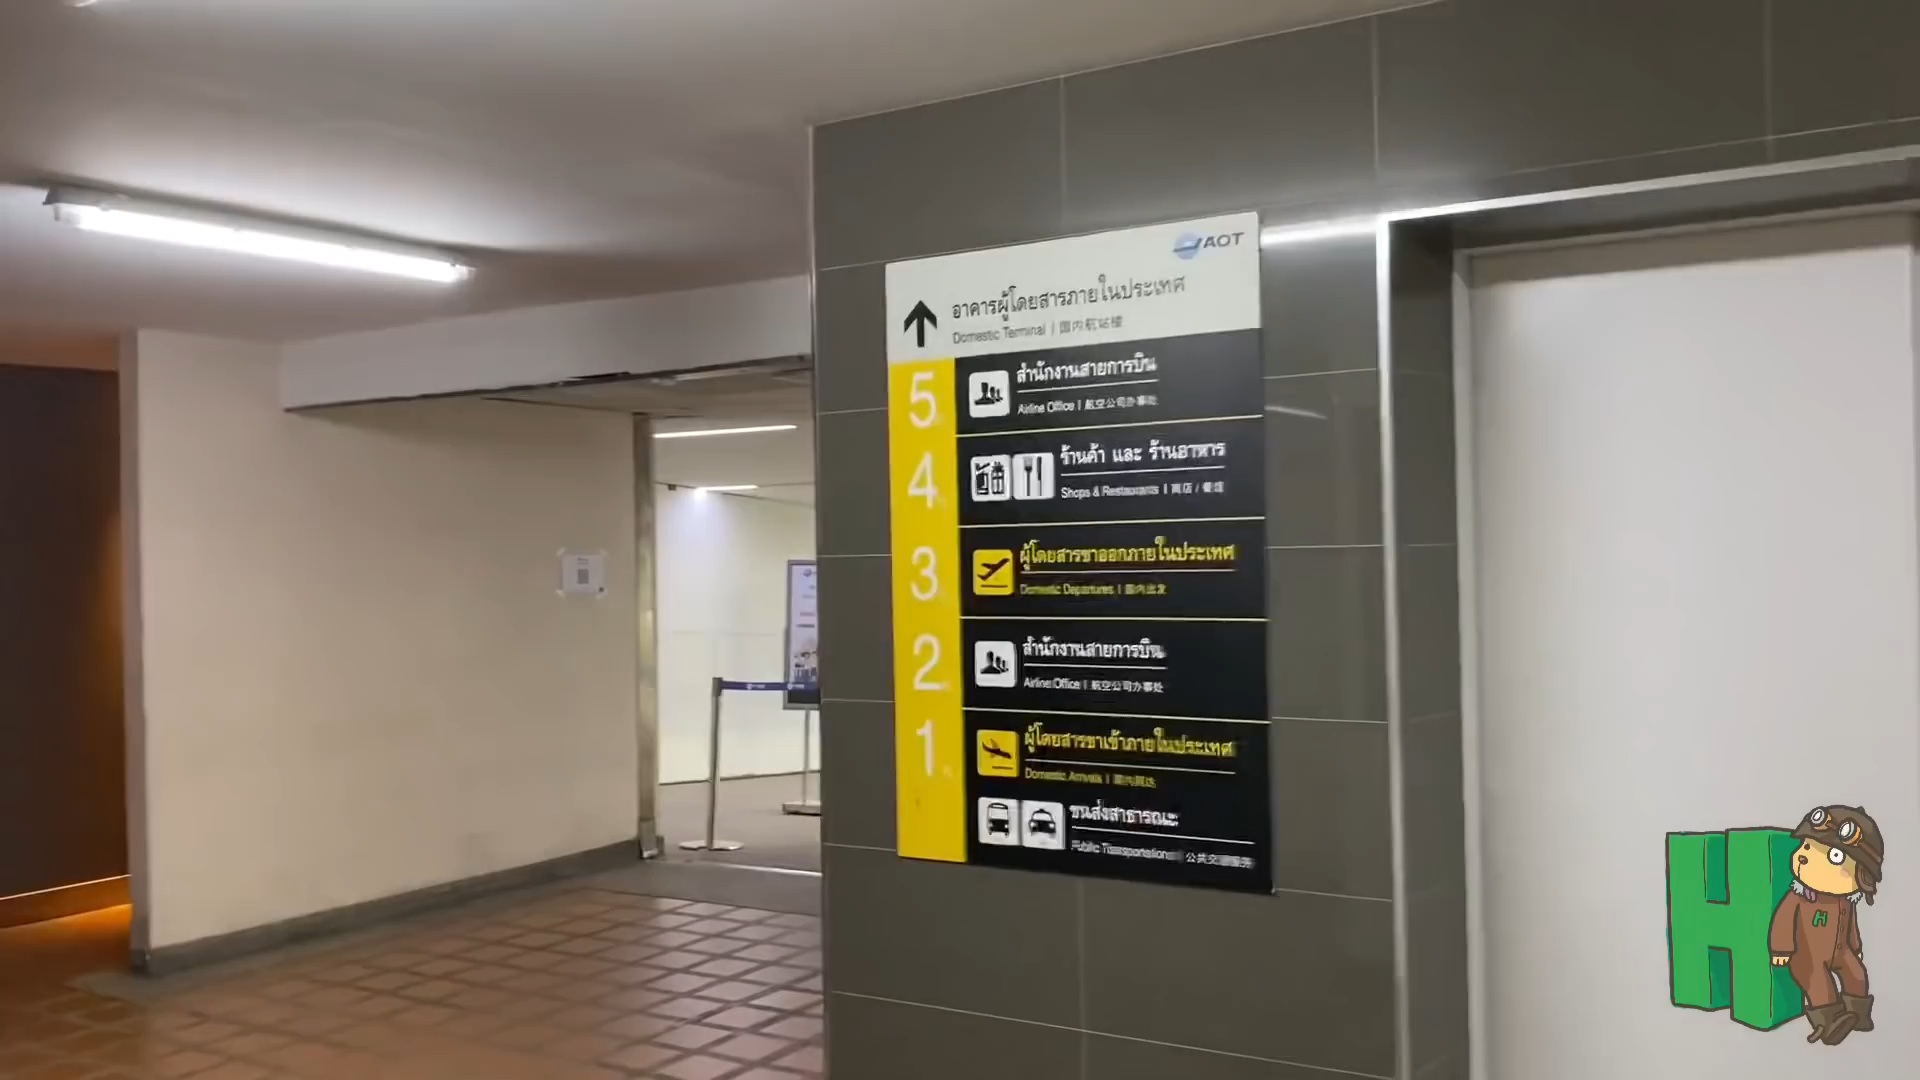 AOT
อาคารผู้โดยสารภายในประเทศ
Domestic Terminal | 国内航站楼
5
สำนักงานสายการบิน
Airline Office | 航空公司办事处
4
ร้านค้า และ ร้านอาหาร
Shops & Restaurants | 商店 / 餐馆
3
ผู้โดยสารขาออกภายในประเทศ
Domestic Departures | 国内出发
2
สำนักงานสายการบิน
Airline Office | 航空公司办事处
1
ผู้โดยสารขาเข้าภายในประเทศ
Domestic Arrivals | 国内到达
ขนส่งสาธารณะ
Public Transportation | 公共交通
H
H